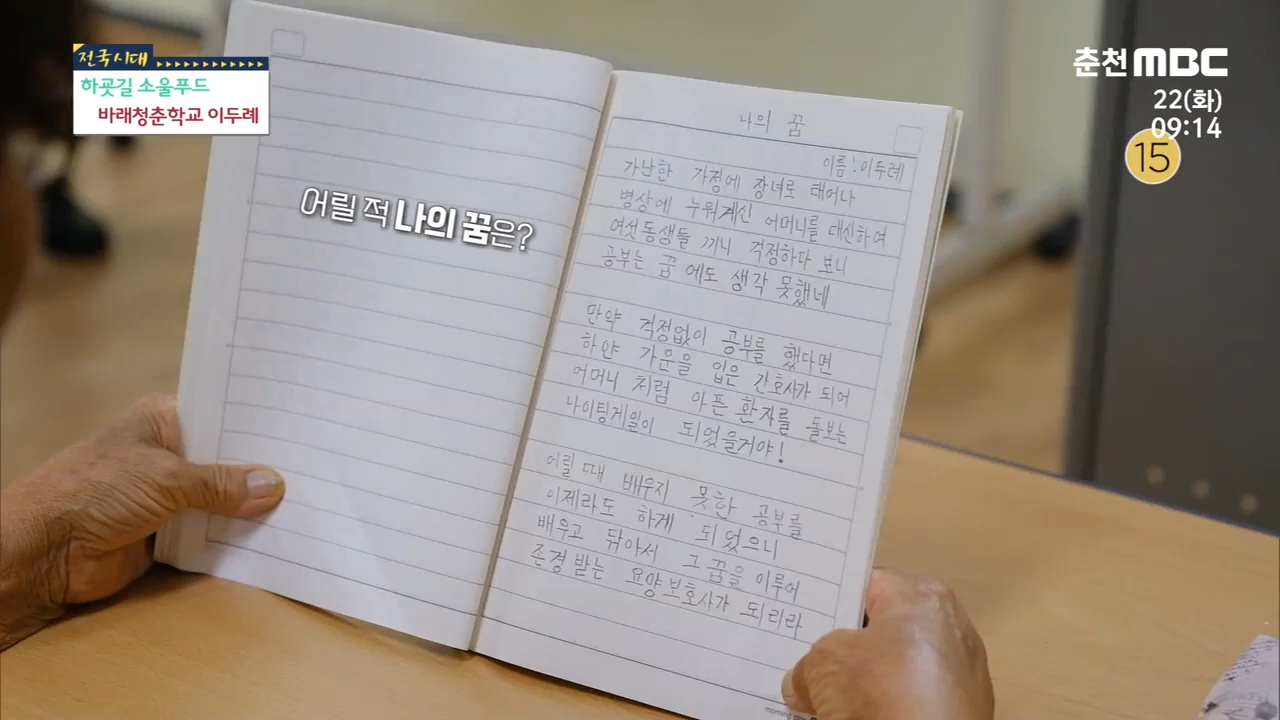 전국시대
하굣길 소울푸드
바래청춘학교 이두례
춘천MBC
22(화)
09:14
15
어릴 적 나의 꿈은?
나의 꿈
이름: 이두례
가난한 가정에 장녀로 태어나
병상에 누워계신 어머니를 대신하여
여섯동생들 끼니 걱정하다 보니
공부는 꿈에도 생각 못했네
만약 걱정없이 공부를 했다면
하얀 가운을 입은 간호사가 되어
어머니 처럼 아픈 환자를 돌보는
나이팅게일이 되었을거야!
어릴 때 배우지 못한 공부를
이제라도 하게 되었으니
배우고 닦아서 그 꿈을 이루어
존경받는 요양보호사가 되리라